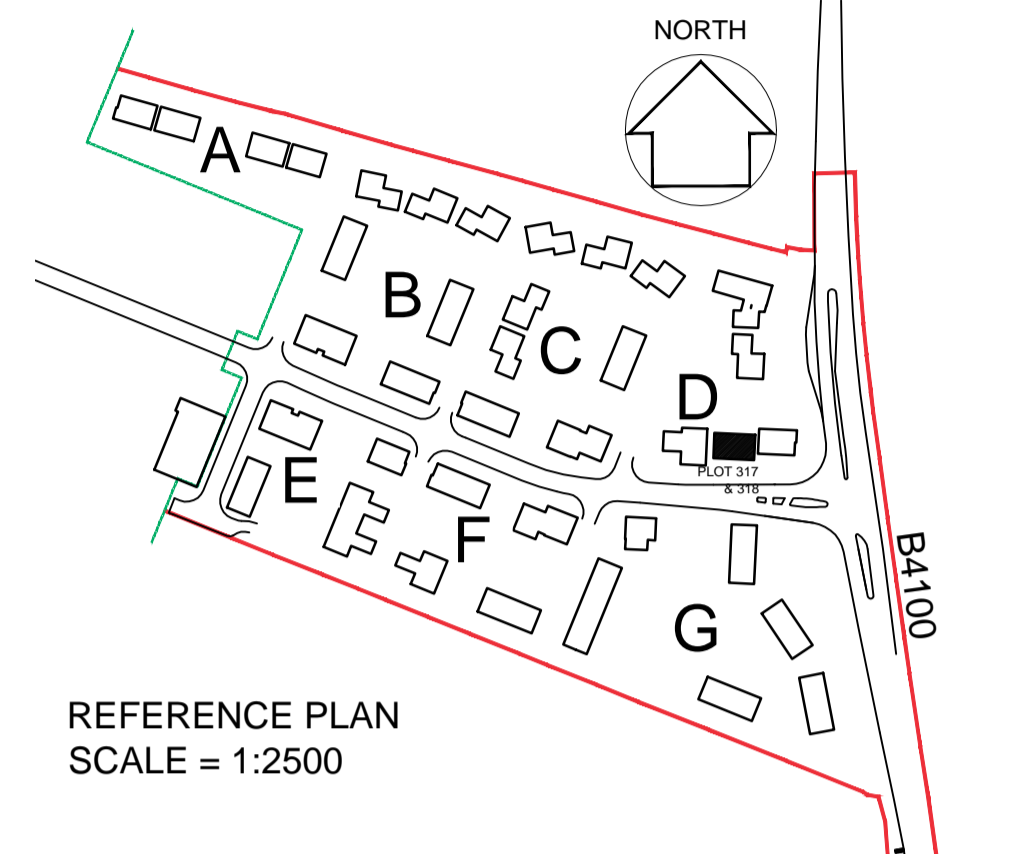 NORTH
A
B
C
D
PLOT 317
& 318
E
F
B4100
G
REFERENCE PLAN
SCALE = 1:2500